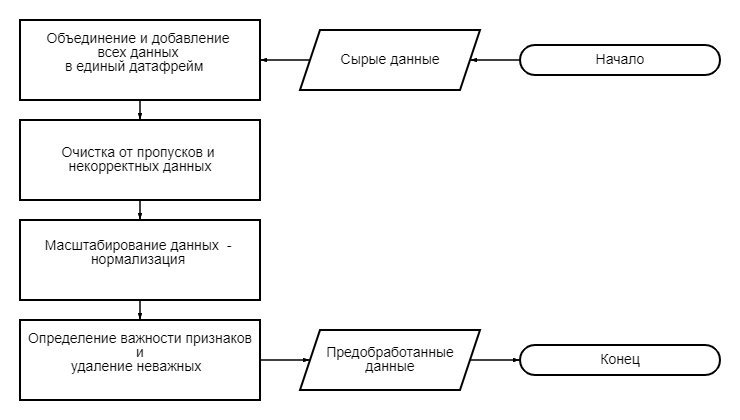 Начало
Сырые данные
Объединение и добавление
всех данных
в единый датафрейм
Очистка от пропусков и
некорректных данных
Масштабирование данных -
нормализация
Определение важности признаков
и
удаление неважных
Предобработанные
данные
Конец